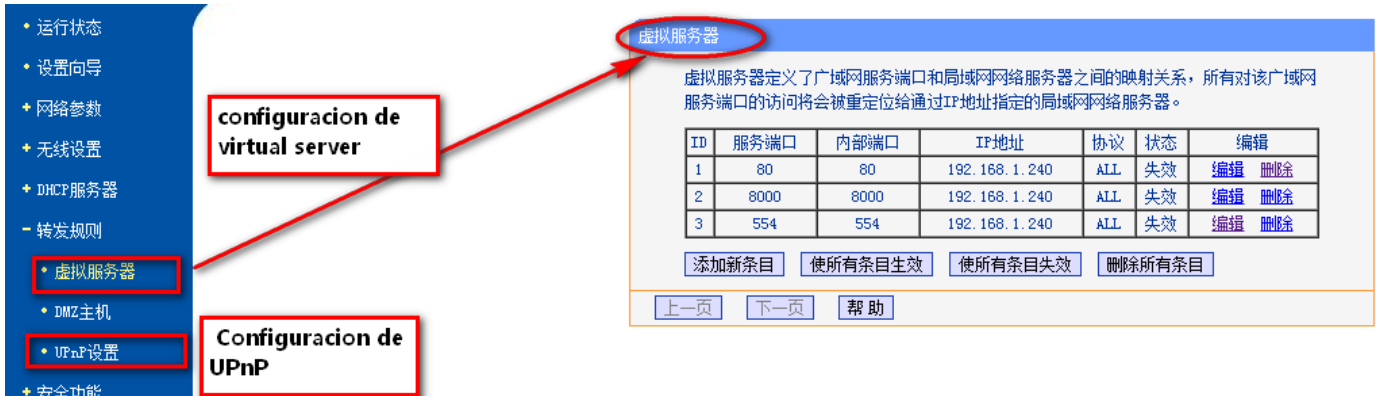 运行状态
设置向导
网络参数
无线设置
DHCP服务器
转发规则
虚拟服务器
DMZ主机
UPnP设置
安全功能
configuracion de
virtual server
Configuracion de
UPnP
虚拟服务器
虚拟服务器定义了广域网服务端口和局域网网络服务器之间的映射关系，所有对该广域网
服务端口的访问将会被重定位给通过IP地址指定的局域网网络服务器。
ID 服务端口 内部端口 IP地址 协议 状态 编辑
1 80 80 192.168.1.240 ALL 失效 编辑 删除
2 8000 8000 192.168.1.240 ALL 失效 编辑 删除
3 554 554 192.168.1.240 ALL 失效 编辑 删除
添加新条目 使所有条目生效 使所有条目失效 删除所有条目
上一页 下一页 帮助